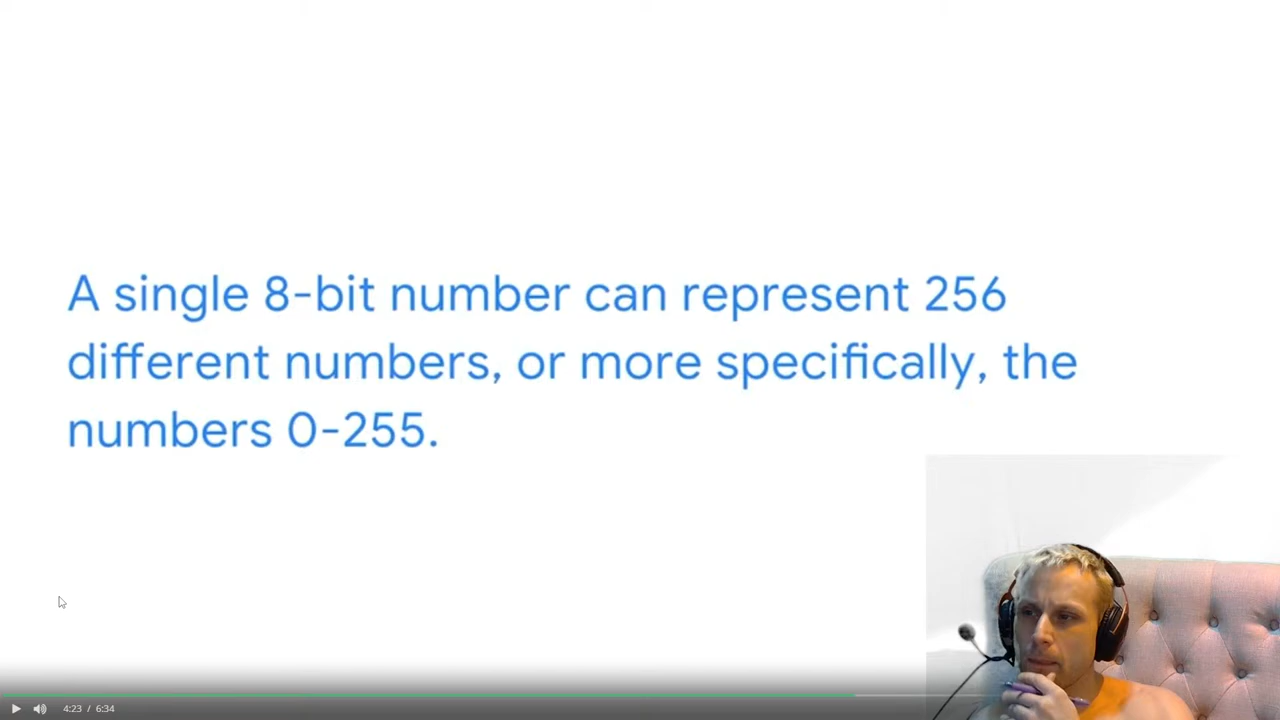 A single 8-bit number can represent 256
different numbers, or more specifically, the
numbers 0-255.
4:23 / 6:34